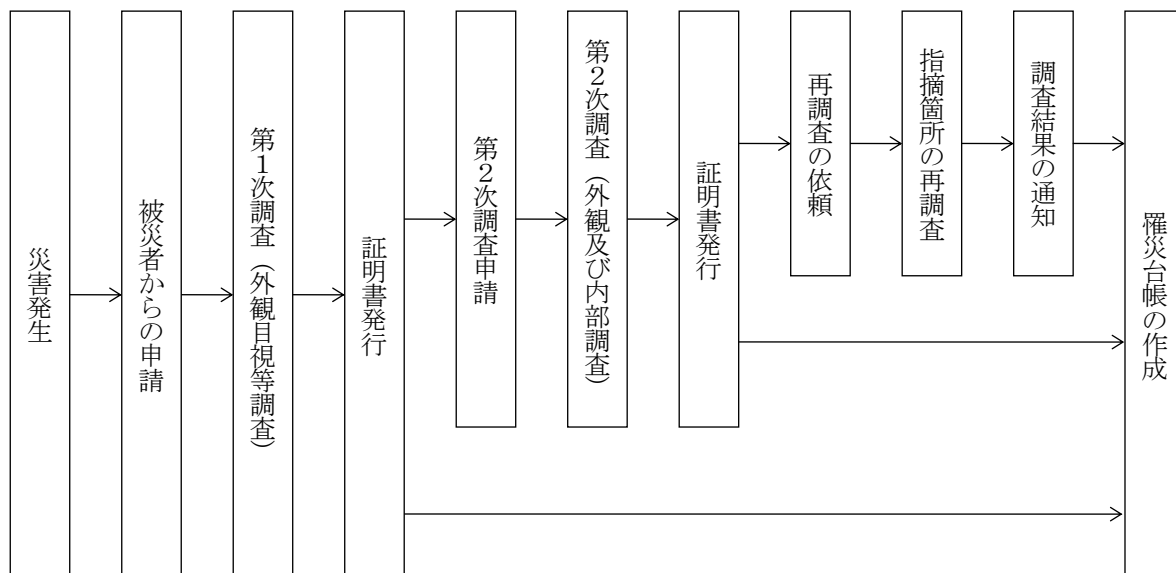 災害発生
被災者からの申請
第１次調査（外観目視等調査）
証明書発行
第２次調査申請
第２次調査（外観及び内部調査）
証明書発行
再調査の依頼
指摘箇所の再調査
調査結果の通知
罹災台帳の作成